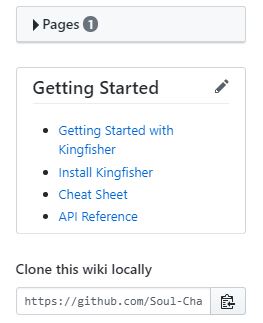 Pages 1
Getting Started
Getting Started with
Kingfisher
Install Kingfisher
Cheat Sheet
API Reference
Clone this wiki locally
https://github.com/Soul-Cha